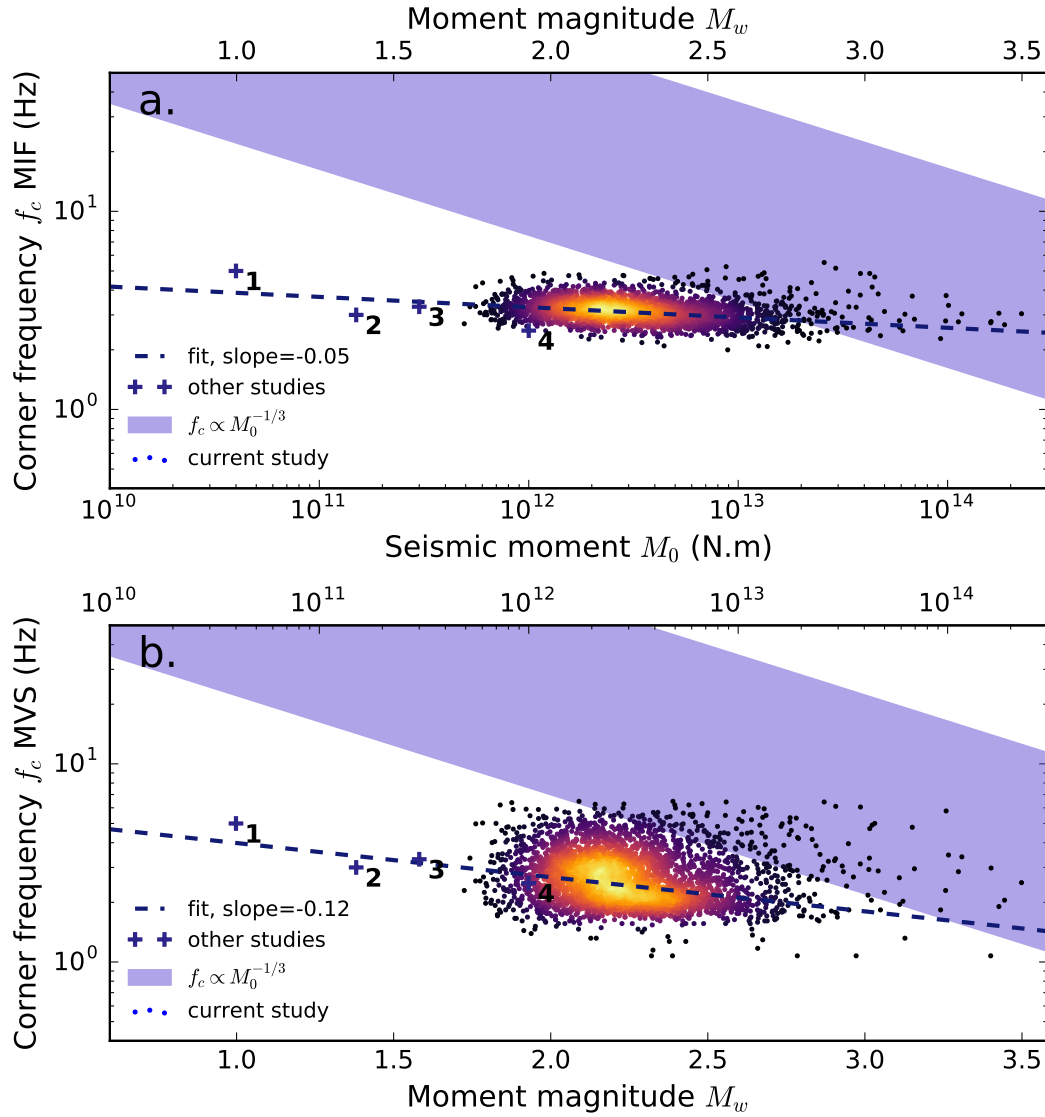 Moment magnitude M_w
1.0 1.5 2.0 2.5 3.0 3.5
a.
Corner frequency f_c MIF (Hz)
10^1
10^0
1
2
3
4
fit, slope=-0.05
other studies
f_c ∝ M_0^{-1/3}
current study
10^10 10^11 10^12 10^13 10^14
Seismic moment M_0 (N.m)
10^10 10^11 10^12 10^13 10^14
b.
Corner frequency f_c MVS (Hz)
10^1
10^0
1
2
3
4
fit, slope=-0.12
other studies
f_c ∝ M_0^{-1/3}
current study
1.0 1.5 2.0 2.5 3.0 3.5
Moment magnitude M_w